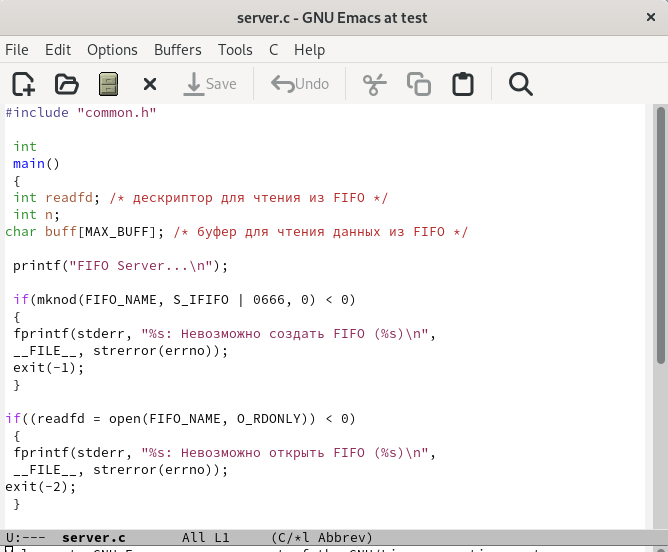 server.c - GNU Emacs at test
File Edit Options Buffers Tools C Help
Save Undo
#include "common.h"
int
main()
{
int readfd; /* дескриптор для чтения из FIFO */
int n;
char buff[MAX_BUFF]; /* буфер для чтения данных из FIFO */
printf("FIFO Server...\n");
if(mknod(FIFO_NAME, S_IFIFO | 0666, 0) < 0)
{
fprintf(stderr, "%s: Невозможно создать FIFO (%s)\n",
__FILE__, strerror(errno));
exit(-1);
}
if((readfd = open(FIFO_NAME, O_RDONLY)) < 0)
{
fprintf(stderr, "%s: Невозможно открыть FIFO (%s)\n",
__FILE__, strerror(errno));
exit(-2);
}
U:--- server.c All L1 (C/*l Abbrev)